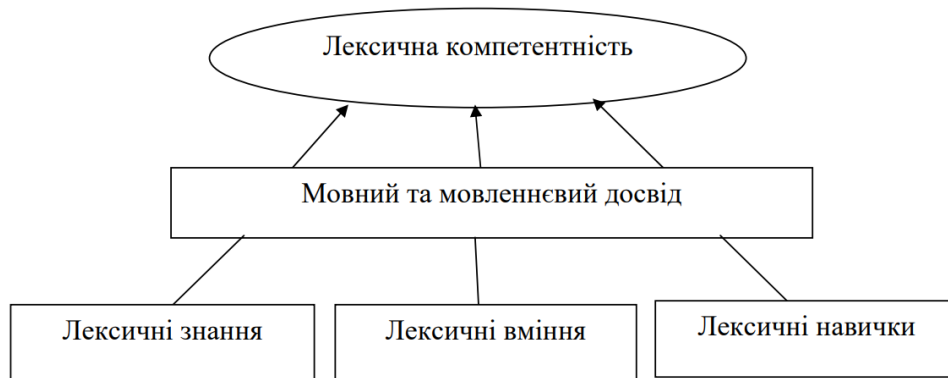 Лексична компетентність
Мовний та мовленнєвий досвід
Лексичні знання
Лексичні вміння
Лексичні навички